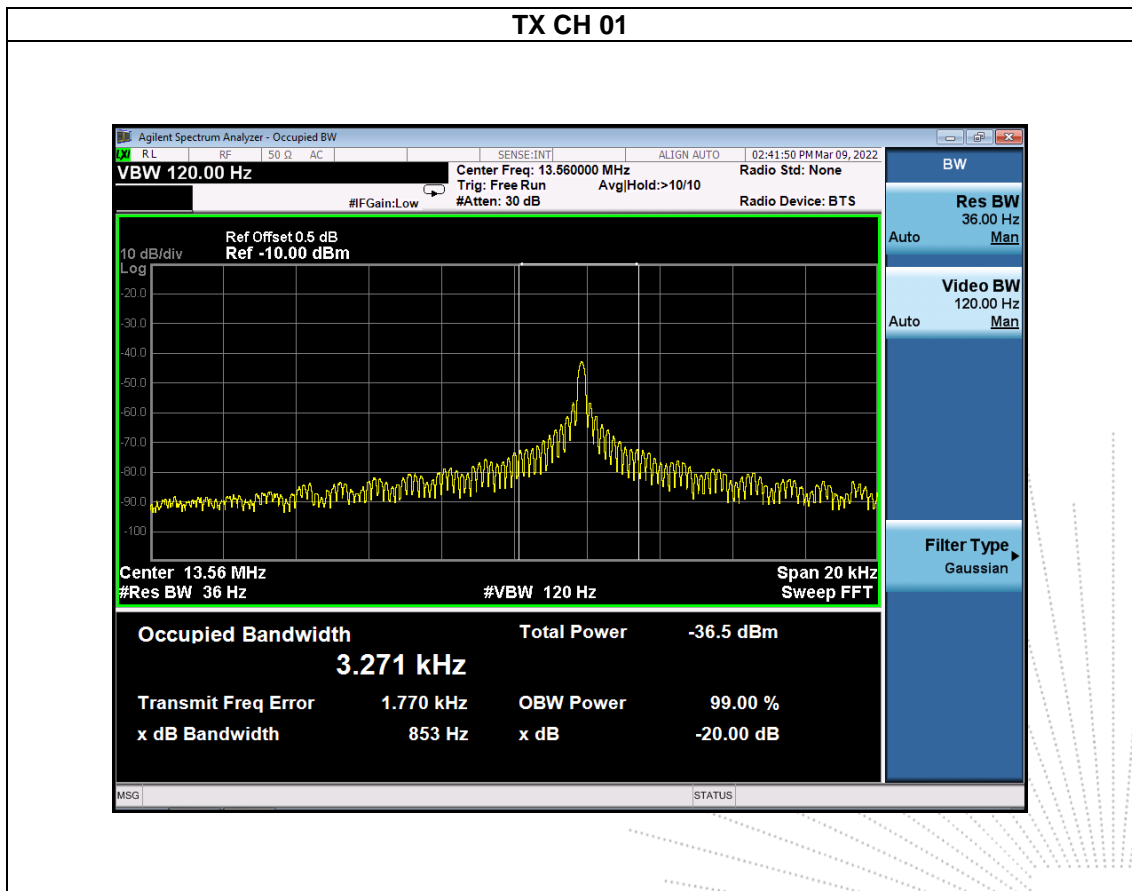 TX CH 01
Agilent Spectrum Analyzer - Occupied BW
LXI RL RF 50 Ω AC SENSE:INT ALIGN AUTO 02:41:50 PM Mar 09, 2022
VBW 120.00 Hz
Center Freq: 13.560000 MHz
Radio Std: None
Trig: Free Run Avg|Hold:>10/10
#IFGain:Low
#Atten: 30 dB
Radio Device: BTS
BW
Res BW
36.00 Hz
Auto Man
Video BW
120.00 Hz
Auto Man
Filter Type
Gaussian
Ref Offset 0.5 dB
10 dB/div Ref -10.00 dBm
Log
-20.0
-30.0
-40.0
-50.0
-60.0
-70.0
-80.0
-90.0
-100
Center 13.56 MHz Span 20 kHz
#Res BW 36 Hz #VBW 120 Hz Sweep FFT
Occupied Bandwidth Total Power -36.5 dBm
3.271 kHz
Transmit Freq Error 1.770 kHz OBW Power 99.00 %
x dB Bandwidth 853 Hz x dB -20.00 dB
MSG STATUS